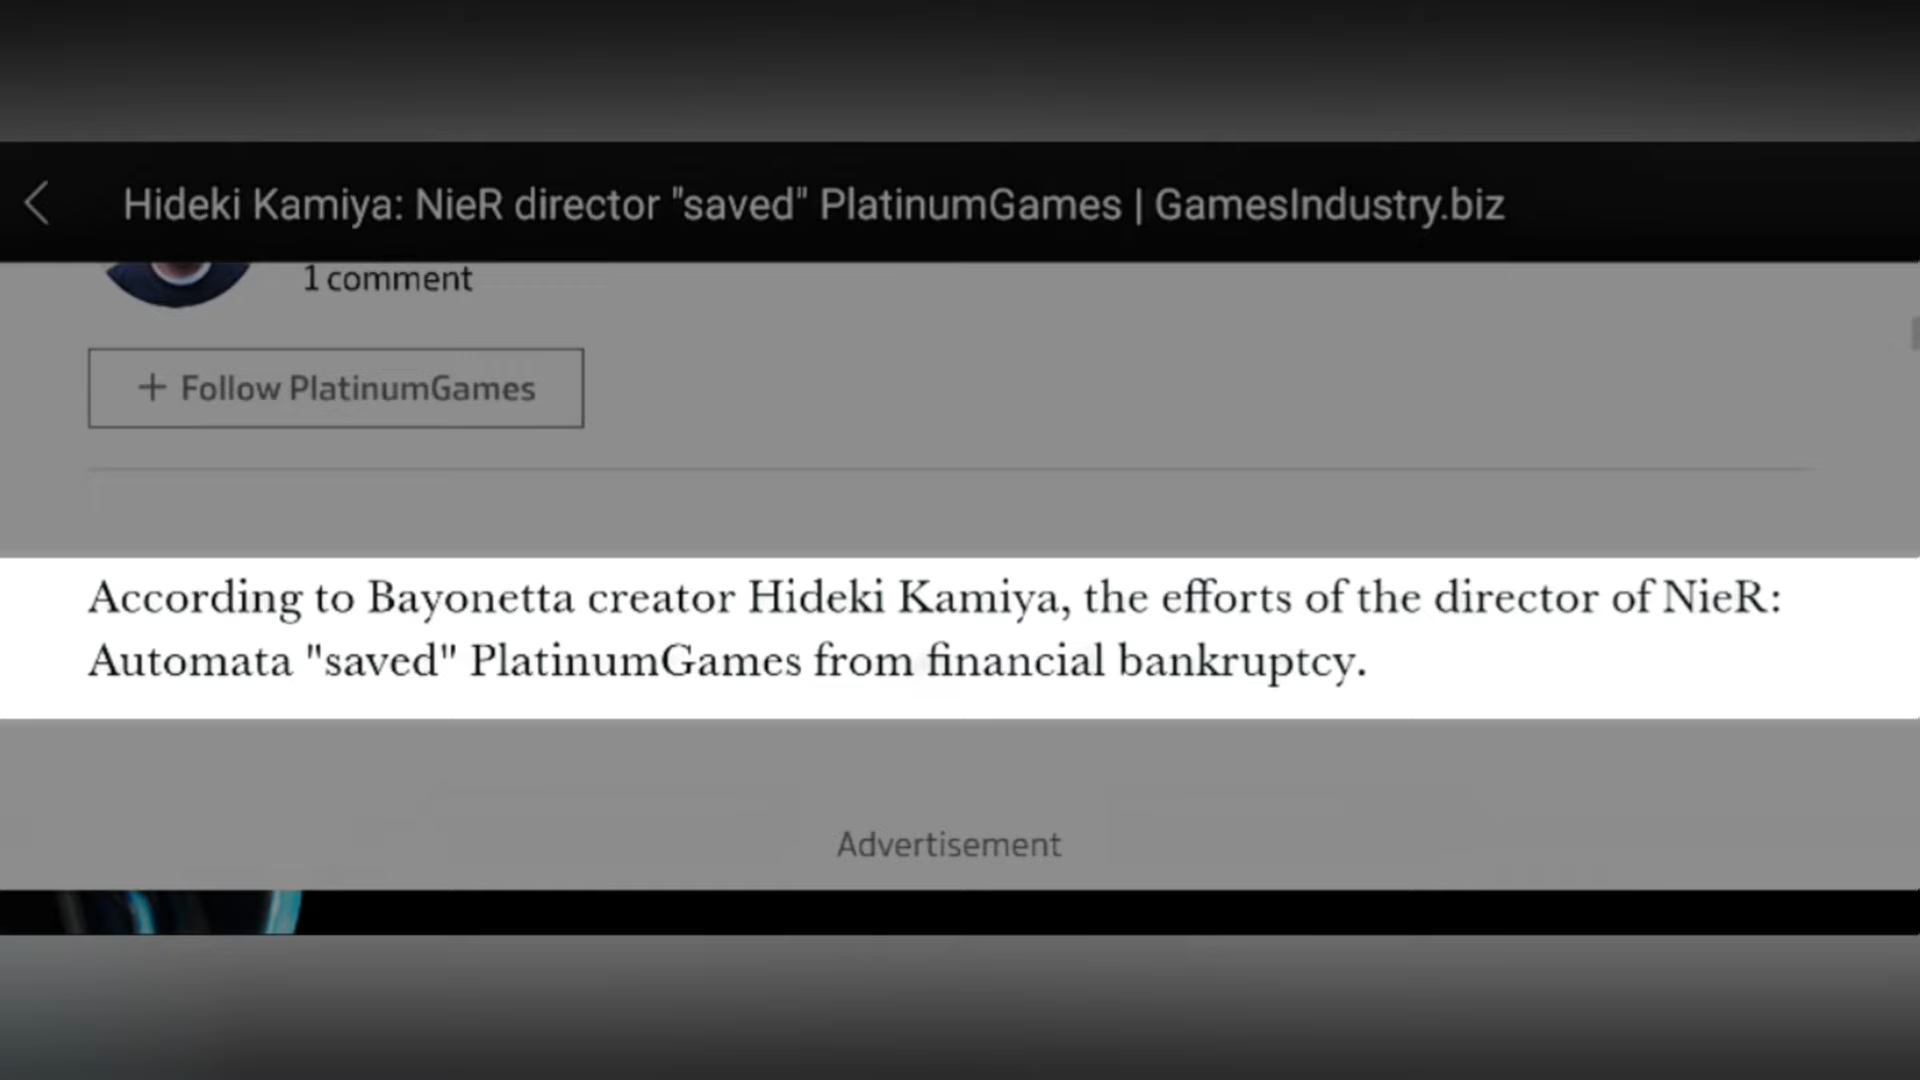 Hideki Kamiya: NieR director "saved" PlatinumGames | GamesIndustry.biz
1 comment
+ Follow PlatinumGames
According to Bayonetta creator Hideki Kamiya, the efforts of the director of NieR:
Automata "saved" PlatinumGames from financial bankruptcy.
Advertisement